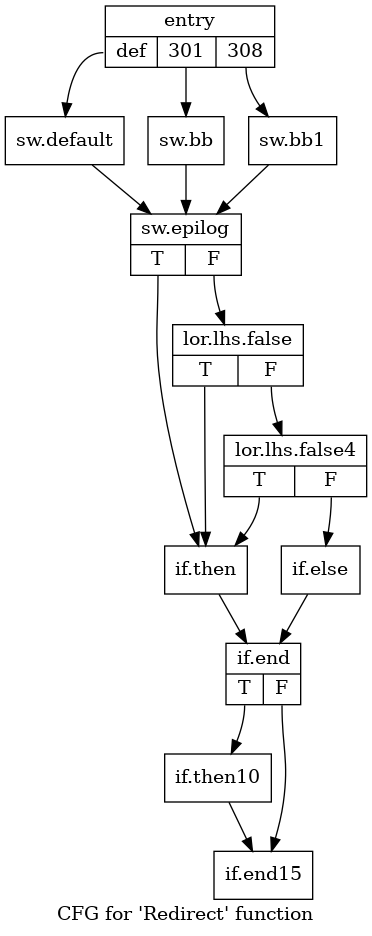 entry
def 301 308
sw.default sw.bb sw.bb1
sw.epilog
T F
lor.lhs.false
T F
lor.lhs.false4
T F
if.then if.else
if.end
T F
if.then10
if.end15
CFG for 'Redirect' function